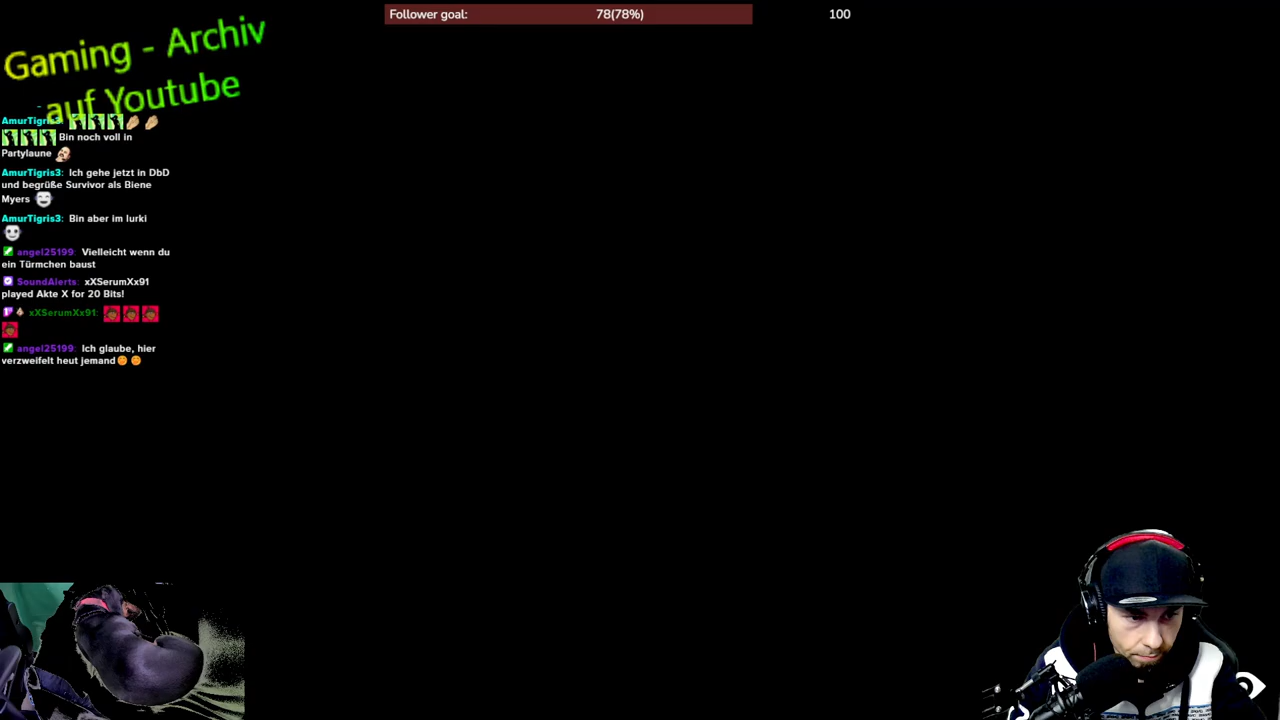 Follower goal: 78(78%) 100
Gaming - Archiv
auf Youtube
AmurTigris3:
Bin noch voll in
Partylaune
AmurTigris3: Ich gehe jetzt in DbD
und begrüße Survivor als Biene
Myers
AmurTigris3: Bin aber im lurki
angel25199: Vielleicht wenn du
ein Türmchen baust
SoundAlerts: xXSerumXx91
played Akte X for 20 Bits!
xXSerumXx91:
angel25199: Ich glaube, hier
verzweifelt heut jemand